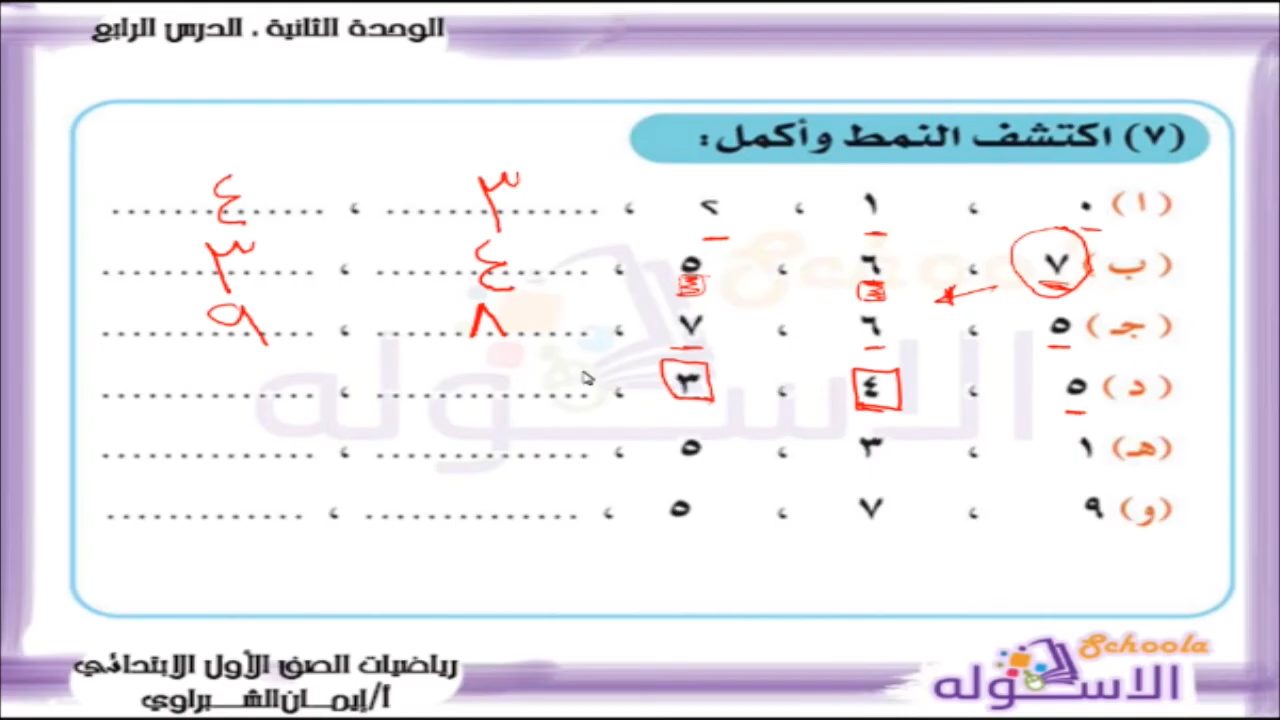 الوحدة الثانية . الدرس الرابع
(٧) اكتشف النمط وأكمل:
(ا) ٠ ، ١ ، ٢ ، ٣ ، ٤
(ب) ٧ ، ٦ ، ٥ ، ٤ ، ٣
(جـ) ٥ ، ٦ ، ٧ ، ٨ ، ٩
(د) ٥ ، ٤ ، ٣ ، .............. ، ..............
(هـ) ١ ، ٣ ، ٥ ، .............. ، ..............
(و) ٩ ، ٧ ، ٥ ، .............. ، ..............
رياضيات الصف الأول الابتدائي
أ/إيمان الشبراوي
Schoola
الاسكوله